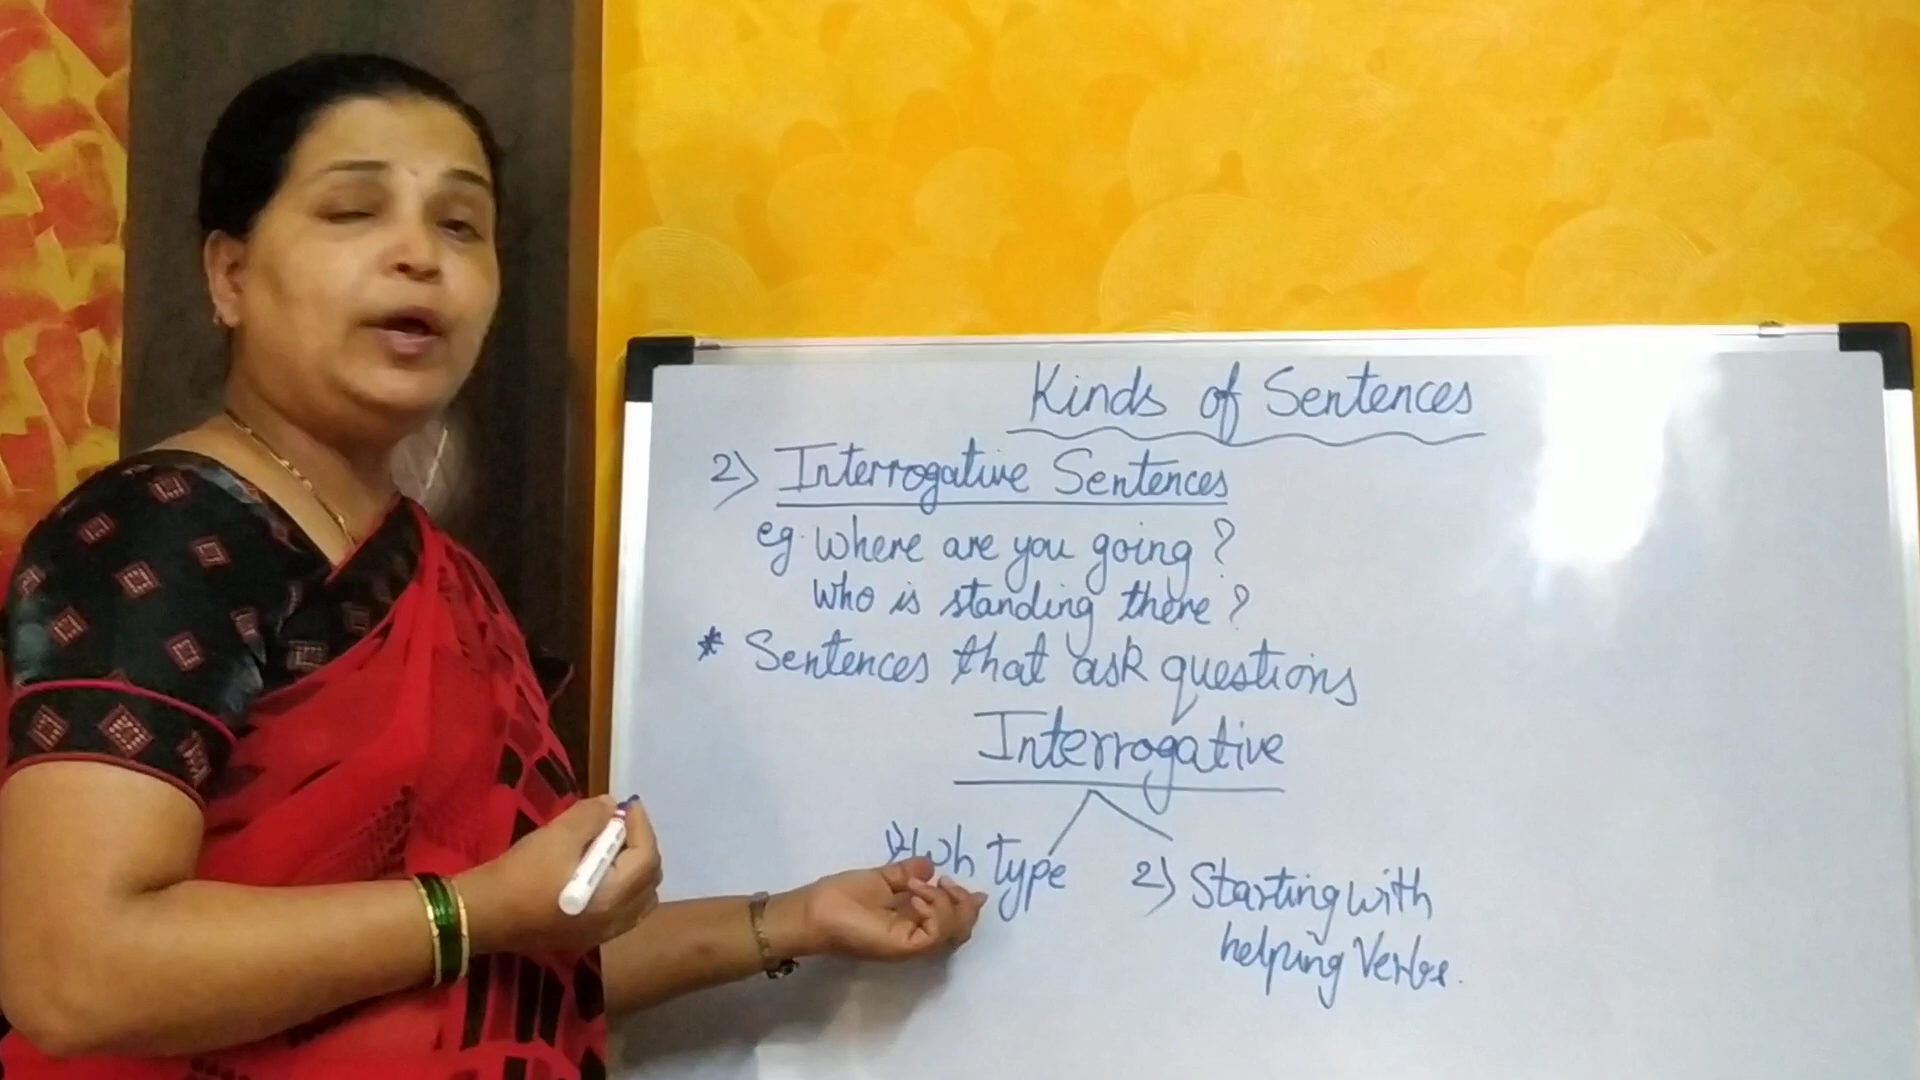 Kinds of Sentences
2) Interrogative Sentences
eg. Where are you going?
Who is standing there?
* Sentences that ask questions
Interrogative
1) Wh type 2) Starting with
helping Verbs.